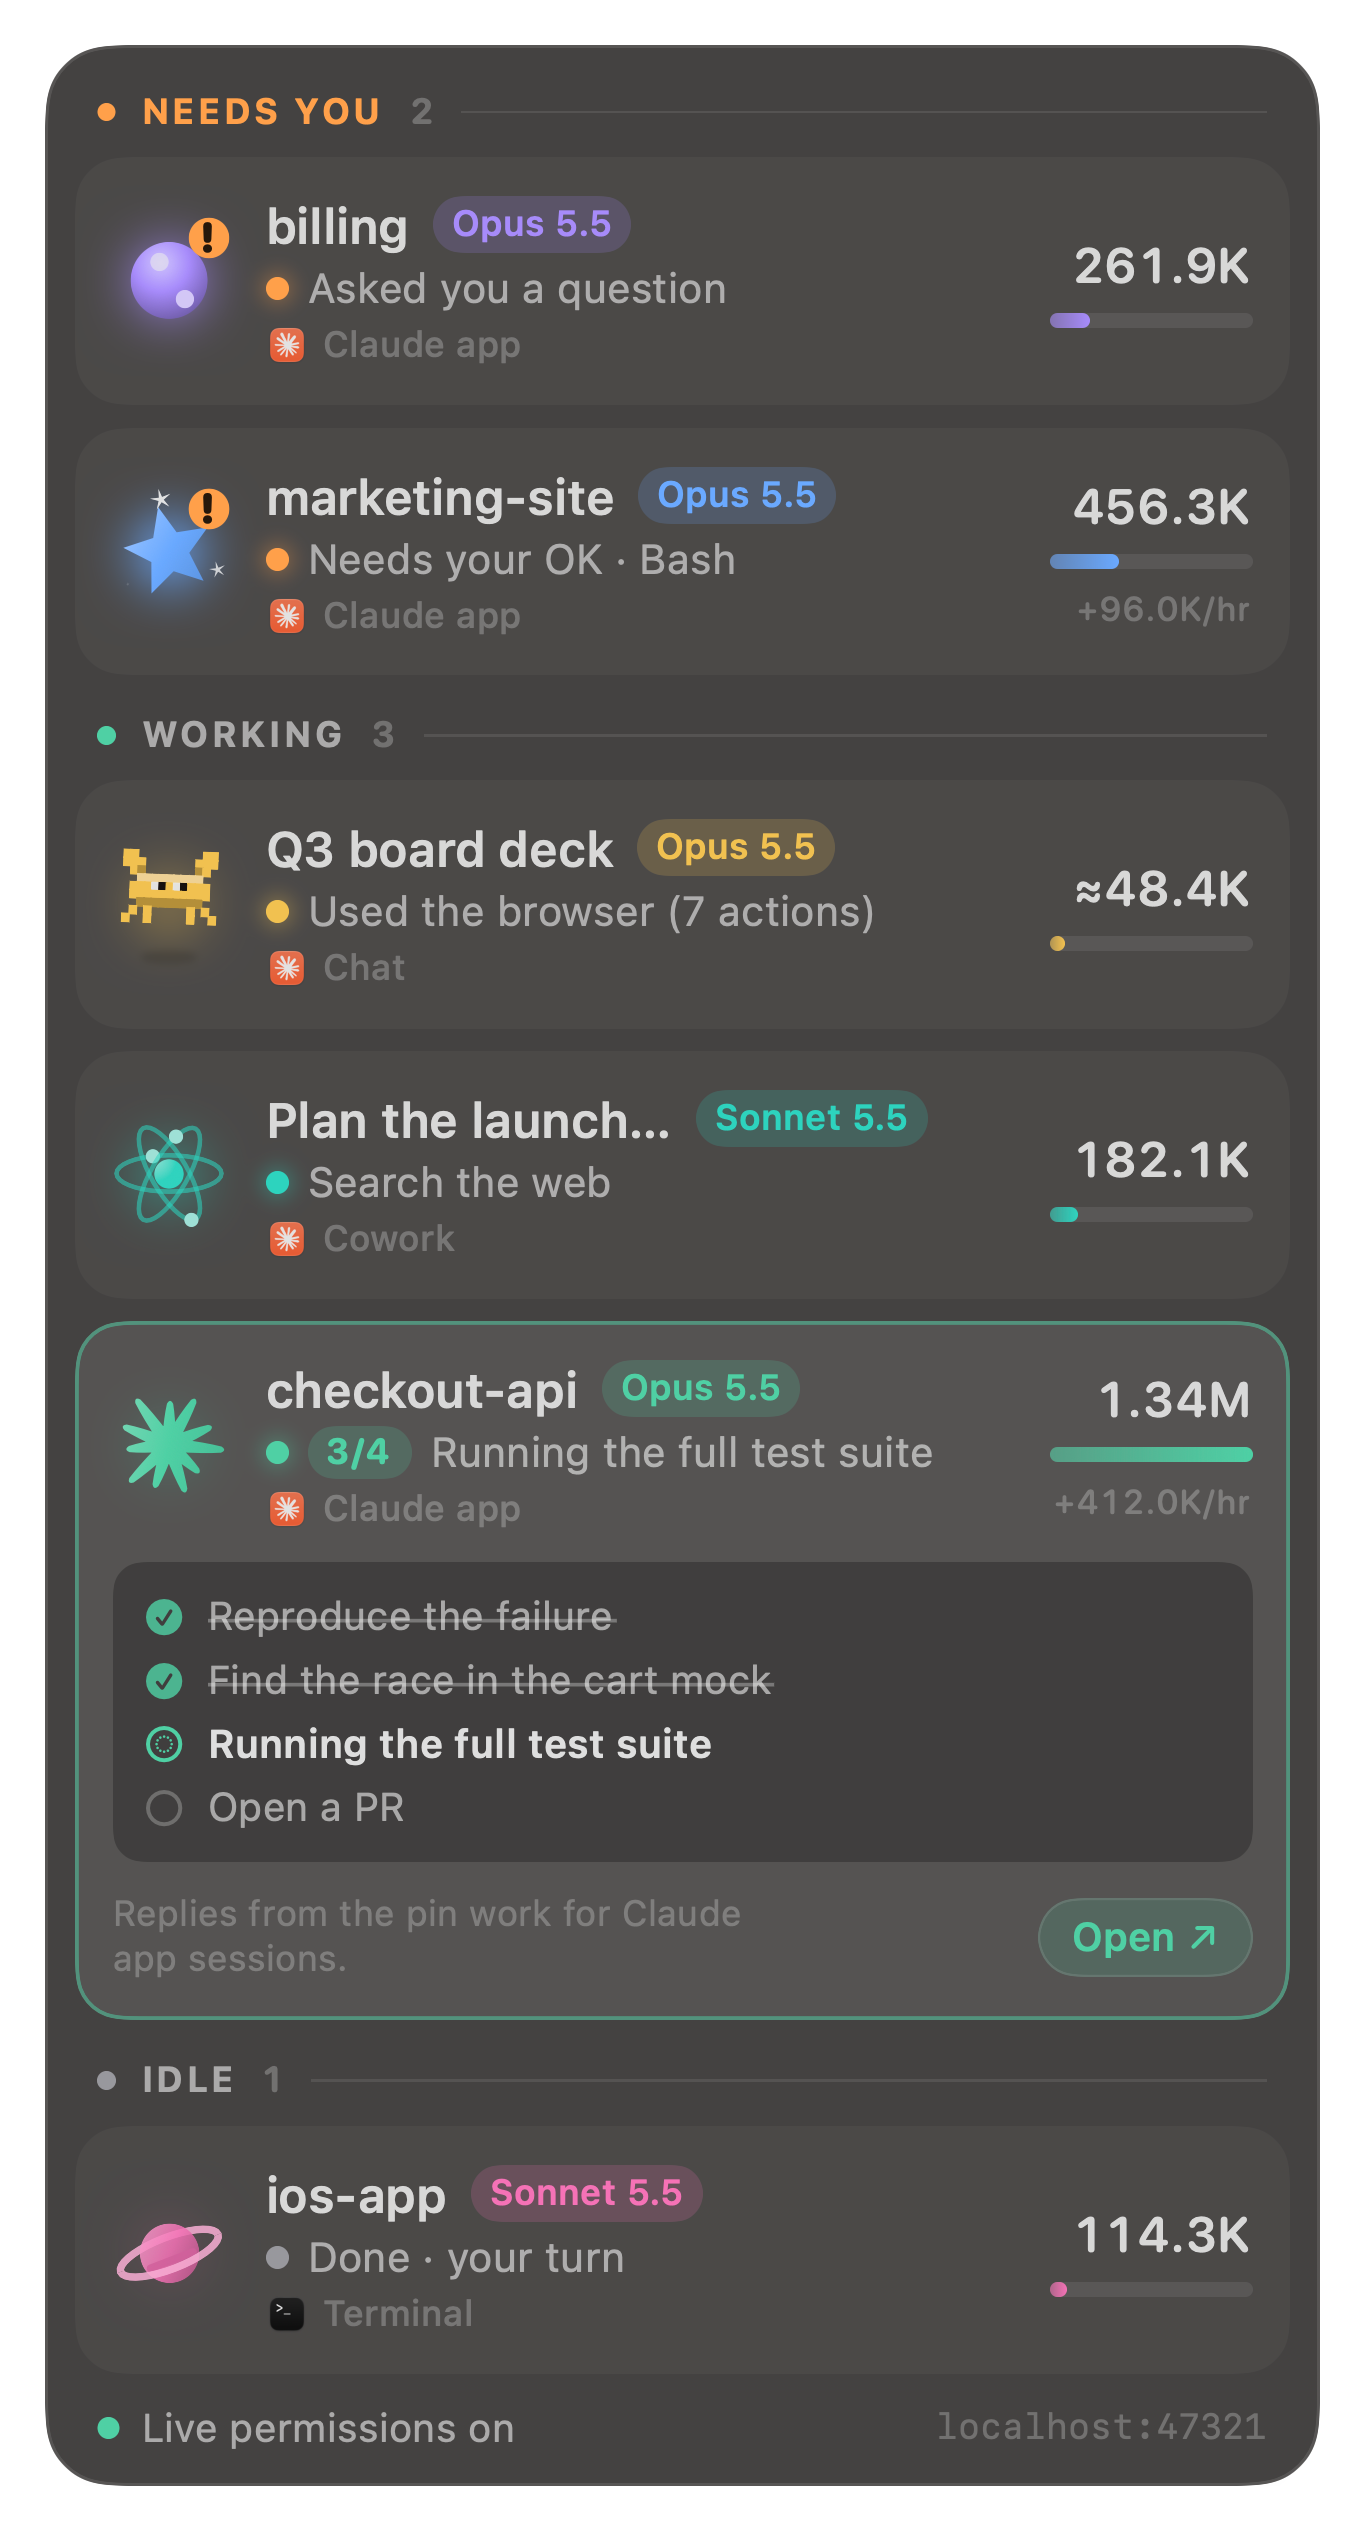 NEEDS YOU 2
billing Opus 5.5
Asked you a question
Claude app
261.9K
marketing-site Opus 5.5
Needs your OK · Bash
Claude app
456.3K
+96.0K/hr
WORKING 3
Q3 board deck Opus 5.5
Used the browser (7 actions)
Chat
≈48.4K
Plan the launch... Sonnet 5.5
Search the web
Cowork
182.1K
checkout-api Opus 5.5
3/4 Running the full test suite
Claude app
1.34M
+412.0K/hr
Reproduce the failure
Find the race in the cart mock
Running the full test suite
Open a PR
Replies from the pin work for Claude
app sessions.
Open ↗
IDLE 1
ios-app Sonnet 5.5
Done · your turn
Terminal
114.3K
Live permissions on
localhost:47321